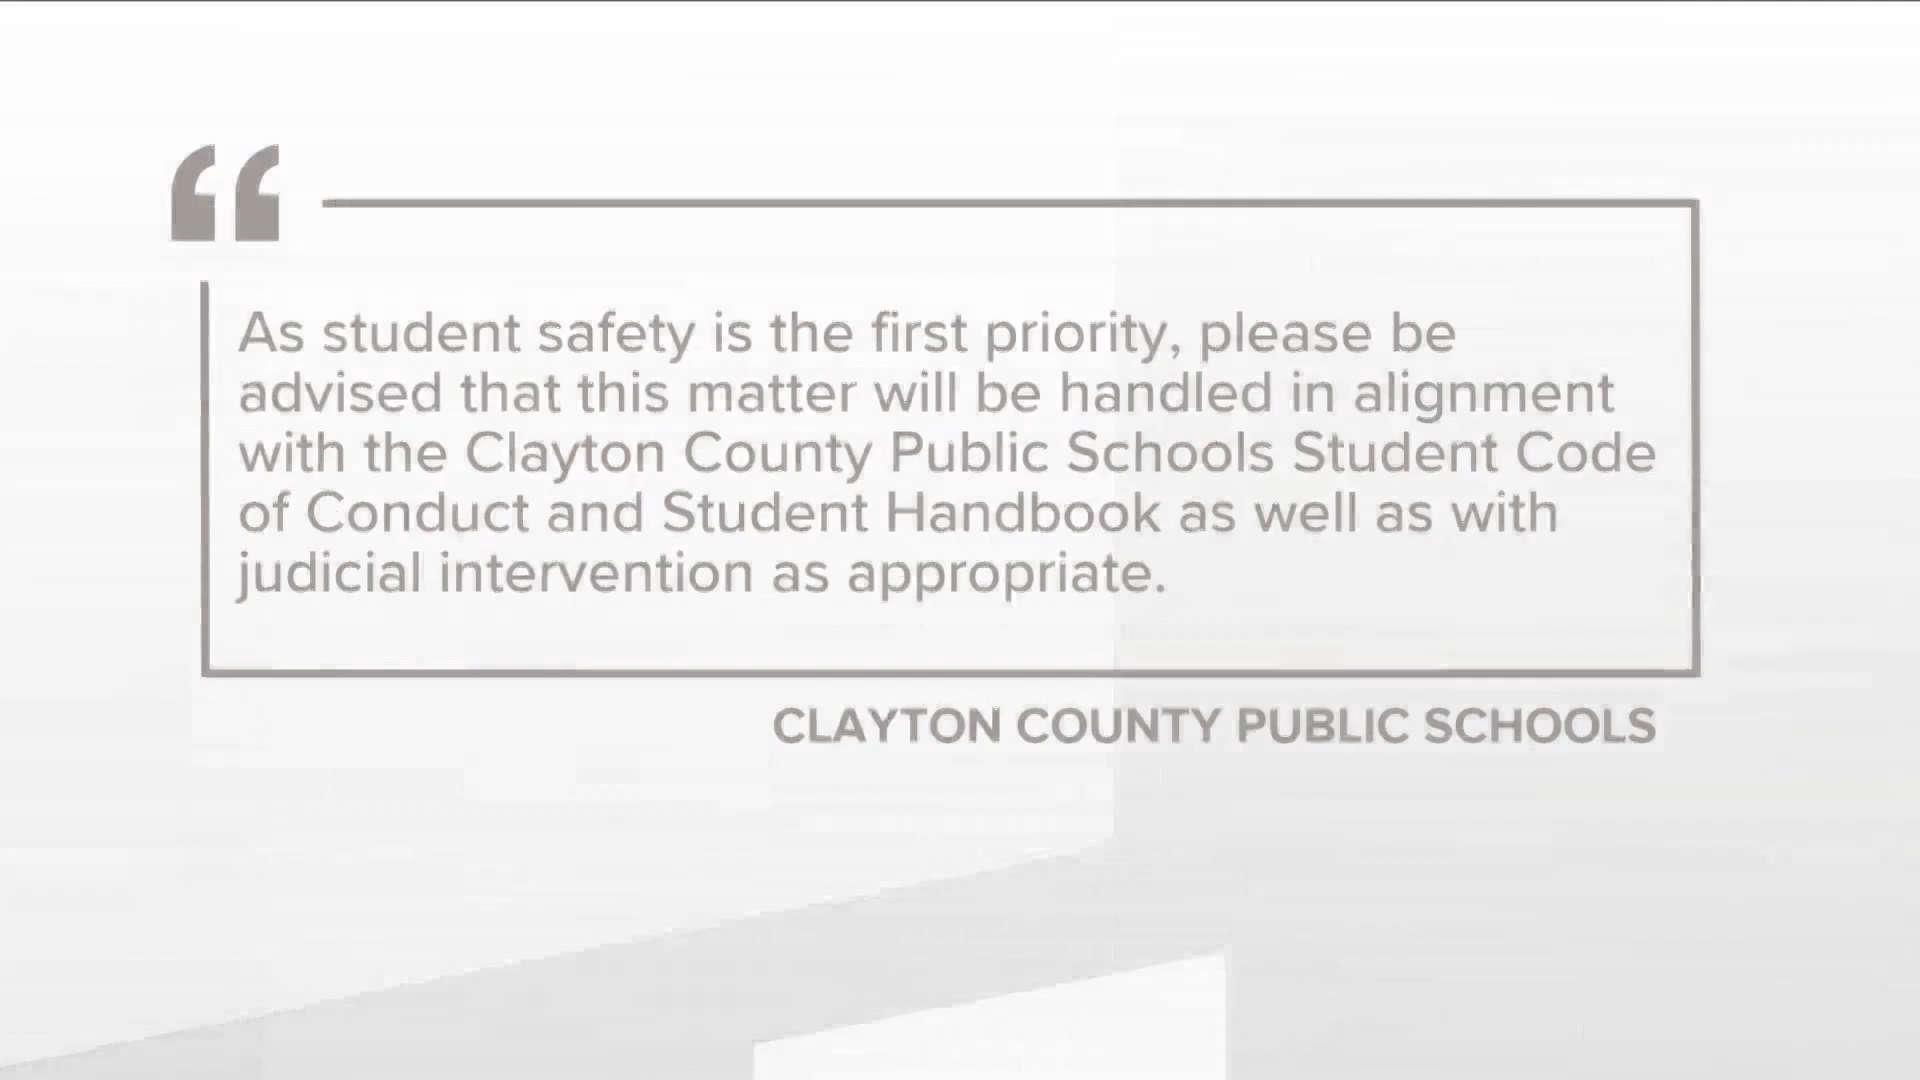 “
As student safety is the first priority, please be
advised that this matter will be handled in alignment
with the Clayton County Public Schools Student Code
of Conduct and Student Handbook as well as with
judicial intervention as appropriate.
CLAYTON COUNTY PUBLIC SCHOOLS